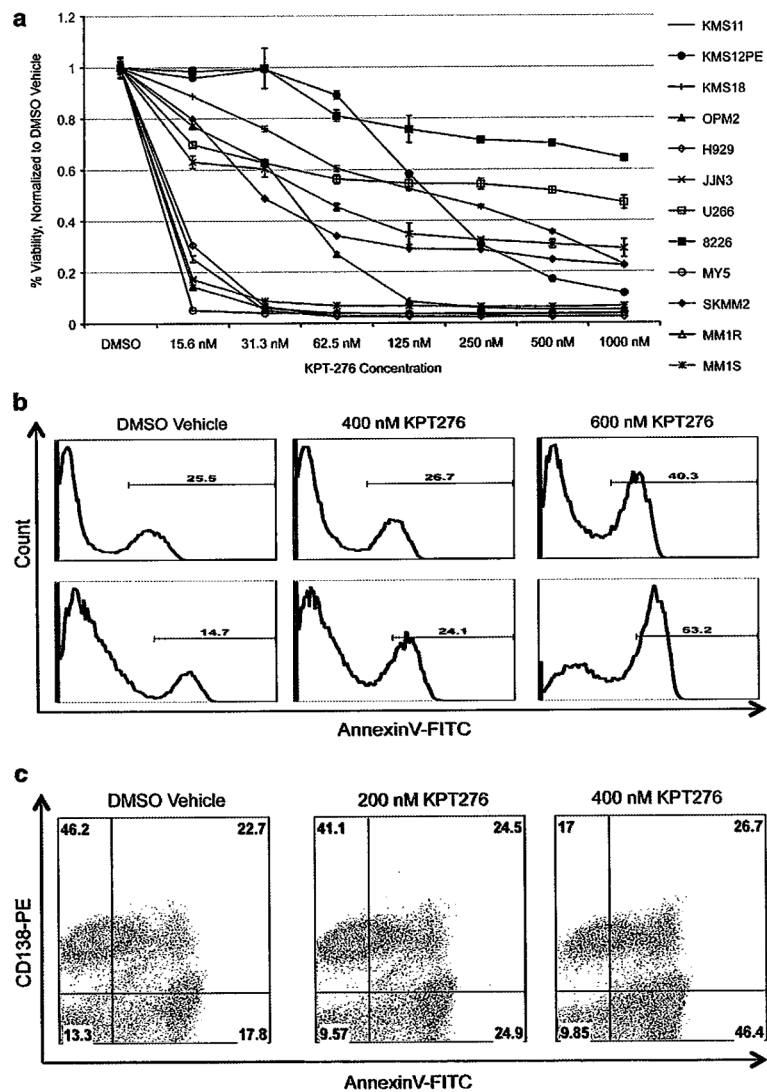 a
1.2
1
0.8
0.6
0.4
0.2
0
% Viability, Normalized to DMSO Vehicle
DMSO 15.6 nM 31.3 nM 62.5 nM 125 nM 250 nM 500 nM 1000 nM
KPT-276 Concentration
KMS11
KMS12PE
KMS18
OPM2
H929
JJN3
U266
8226
MY5
SKMM2
MM1R
MM1S
b
DMSO Vehicle 400 nM KPT276 600 nM KPT276
25.5 26.7 40.3
14.7 24.1 63.2
Count
AnnexinV-FITC
c
DMSO Vehicle 200 nM KPT276 400 nM KPT276
46.2 22.7 41.1 24.5 17 26.7
CD138-PE
13.3 17.8 9.57 24.9 9.85 46.4
AnnexinV-FITC